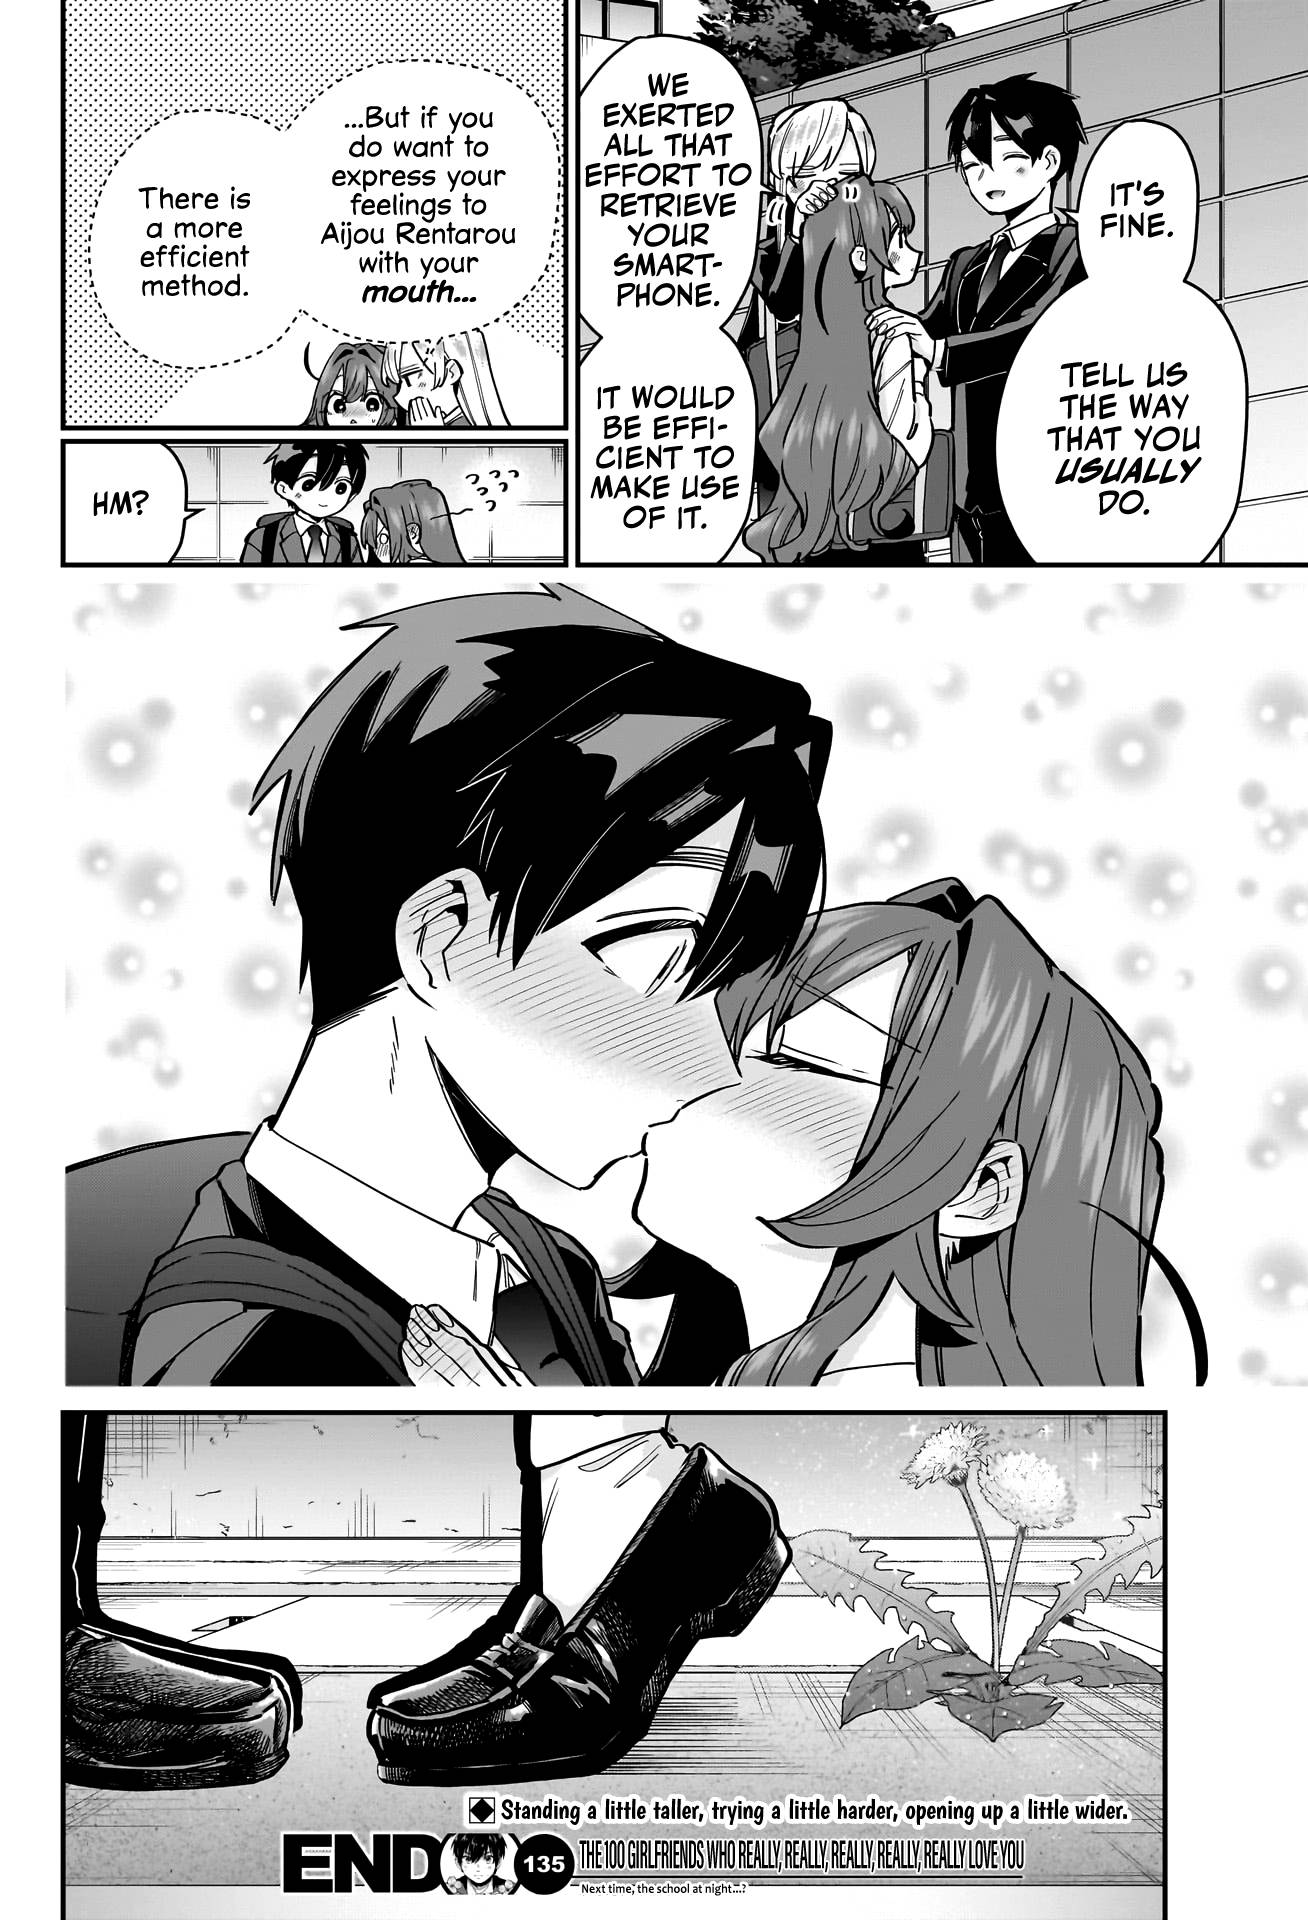 IT'S
FINE.
TELL US
THE WAY
THAT YOU
USUALLY
DO.
WE
EXERTED
ALL THAT
EFFORT TO
RETRIEVE
YOUR
SMART-
PHONE.
IT WOULD
BE EFFI-
CIENT TO
MAKE USE
OF IT.
...But if you
do want to
express your
feelings to
Aijou Rentarou
with your
mouth...
There is
a more
efficient
method.
HM?
Standing a little taller, trying a little harder, opening up a little wider.
END 135 THE 100 GIRLFRIENDS WHO REALLY, REALLY, REALLY, REALLY, REALLY LOVE YOU
Next time, the school at night...?